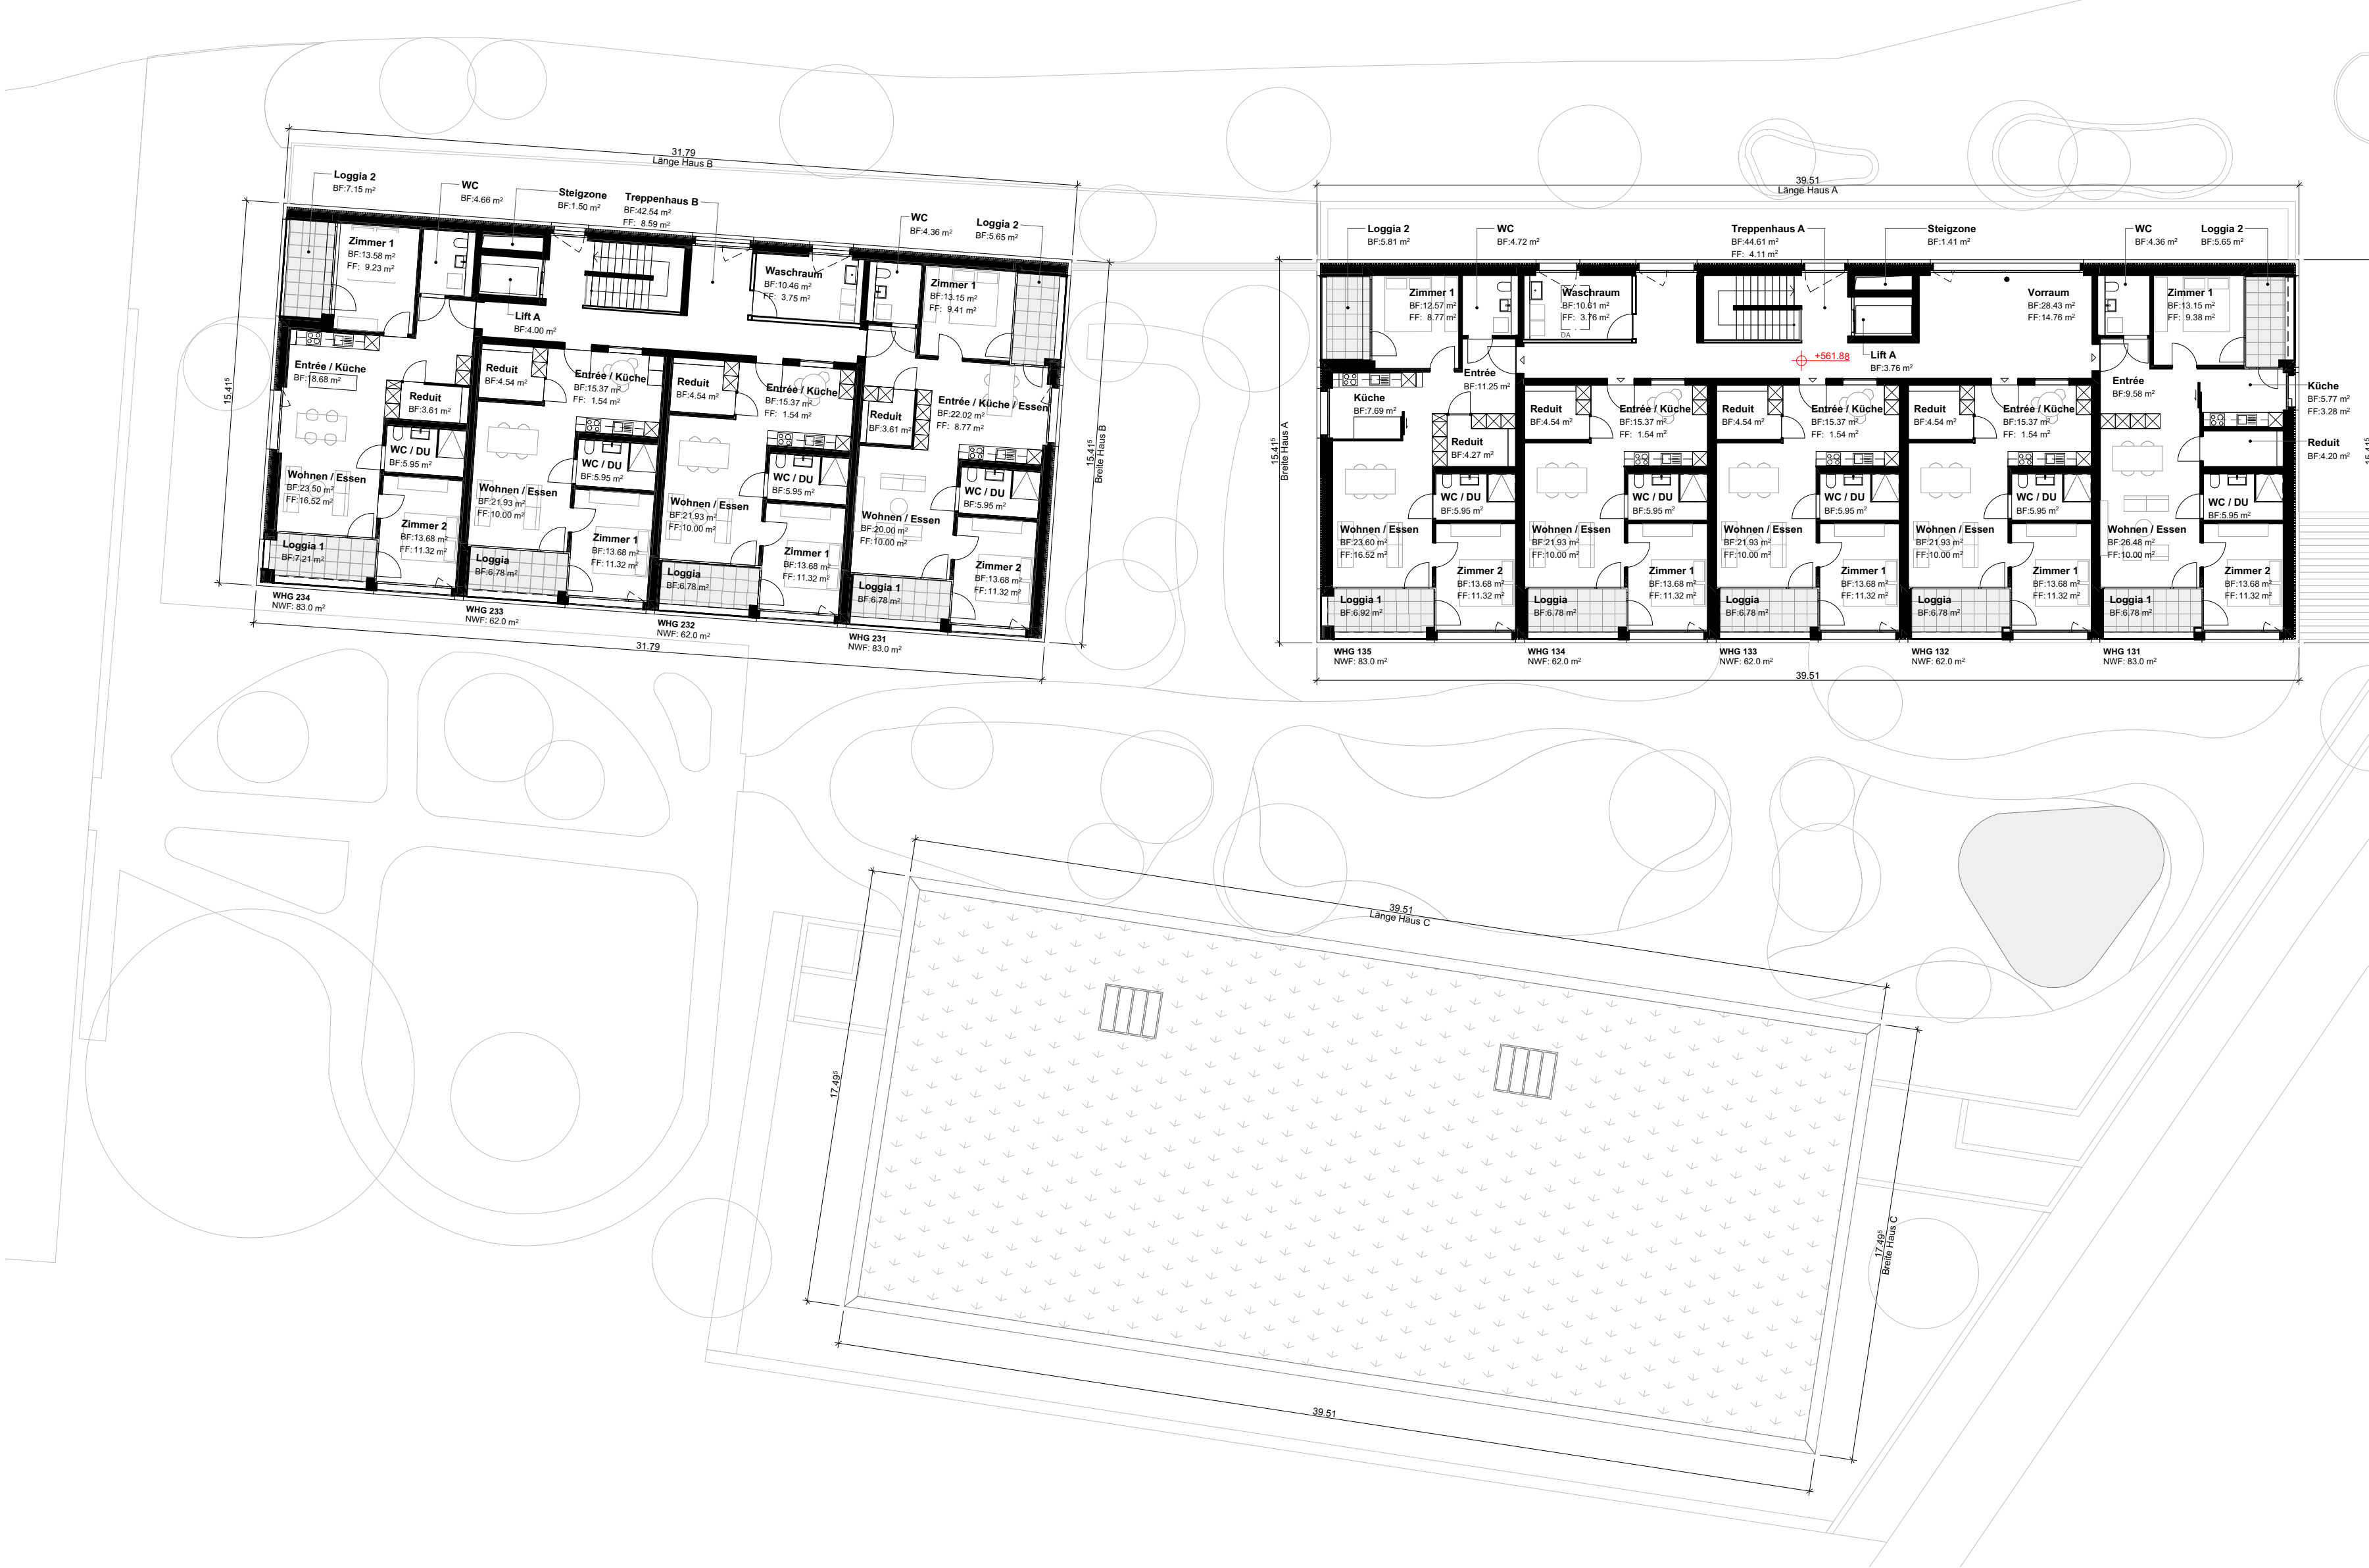 31.79
Länge Haus B
Loggia 2
BF:7.15 m²
WC
BF:4.66 m²
Steigzone
BF:1.50 m²
Treppenhaus B
BF:42.54 m²
FF: 8.59 m²
WC
BF:4.36 m²
Loggia 2
BF:5.65 m²
Zimmer 1
BF:13.58 m²
FF: 9.23 m²
Waschraum
BF:10.46 m²
FF: 3.75 m²
Zimmer 1
BF:13.15 m²
FF: 9.41 m²
Lift A
BF:4.00 m²
15.41⁵
Entrée / Küche
BF:18.68 m²
Reduit
BF:3.61 m²
Reduit
BF:4.54 m²
Entrée / Küche
BF:15.37 m²
FF: 1.54 m²
Reduit
BF:4.54 m²
Entrée / Küche
BF:15.37 m²
FF: 1.54 m²
Reduit
BF:3.61 m²
Entrée / Küche / Essen
BF:22.02 m²
FF: 8.77 m²
15.41⁵
Breite Haus B
WC / DU
BF:5.95 m²
WC / DU
BF:5.95 m²
WC / DU
BF:5.95 m²
WC / DU
BF:5.95 m²
Wohnen / Essen
BF:23.50 m²
FF:16.52 m²
Wohnen / Essen
BF:21.93 m²
FF:10.00 m²
Wohnen / Essen
BF:21.93 m²
FF:10.00 m²
Wohnen / Essen
BF:20.00 m²
FF:10.00 m²
Loggia 1
BF:7.21 m²
Zimmer 2
BF:13.68 m²
FF: 11.32 m²
Loggia
BF:6.78 m²
Zimmer 1
BF:13.68 m²
FF: 11.32 m²
Loggia
BF:6.78 m²
Zimmer 1
BF:13.68 m²
FF: 11.32 m²
Loggia 1
BF:6.78 m²
Zimmer 2
BF:13.68 m²
FF: 11.32 m²
WHG 234
NWF: 83.0 m²
WHG 233
NWF: 62.0 m²
WHG 232
NWF: 62.0 m²
WHG 231
NWF: 83.0 m²
31.79
39.51
Länge Haus A
Loggia 2
BF:5.81 m²
WC
BF:4.72 m²
Treppenhaus A
BF:44.61 m²
FF: 4.11 m²
Steigzone
BF:1.41 m²
WC
BF:4.36 m²
Loggia 2
BF:5.65 m²
Zimmer 1
BF:12.57 m²
FF: 8.77 m²
Waschraum
BF:10.61 m²
FF: 3.76 m²
DA
Vorraum
BF:28.43 m²
FF:14.76 m²
Zimmer 1
BF:13.15 m²
FF: 9.38 m²
+561.88
Lift A
BF:3.76 m²
15.41⁵
Breite Haus A
Küche
BF:7.69 m²
Entrée
BF:11.25 m²
Reduit
BF:4.27 m²
Reduit
BF:4.54 m²
Entrée / Küche
BF:15.37 m²
FF: 1.54 m²
Reduit
BF:4.54 m²
Entrée / Küche
BF:15.37 m²
FF: 1.54 m²
Reduit
BF:4.54 m²
Entrée / Küche
BF:15.37 m²
FF: 1.54 m²
Entrée
BF:9.58 m²
Küche
BF:5.77 m²
FF:3.28 m²
Reduit
BF:4.20 m²
15.41⁵
WC / DU
BF:5.95 m²
WC / DU
BF:5.95 m²
WC / DU
BF:5.95 m²
WC / DU
BF:5.95 m²
WC / DU
BF:5.95 m²
Wohnen / Essen
BF:23.60 m²
FF:16.52 m²
Wohnen / Essen
BF:21.93 m²
FF:10.00 m²
Wohnen / Essen
BF:21.93 m²
FF:10.00 m²
Wohnen / Essen
BF:21.93 m²
FF:10.00 m²
Wohnen / Essen
BF:26.48 m²
FF:10.00 m²
Loggia 1
BF:6.92 m²
Zimmer 2
BF:13.68 m²
FF: 11.32 m²
Loggia
BF:6.78 m²
Zimmer 1
BF:13.68 m²
FF: 11.32 m²
Loggia
BF:6.78 m²
Zimmer 1
BF:13.68 m²
FF: 11.32 m²
Loggia
BF:6.78 m²
Zimmer 1
BF:13.68 m²
FF: 11.32 m²
Loggia 1
BF:6.78 m²
Zimmer 2
BF:13.68 m²
FF: 11.32 m²
WHG 135
NWF: 83.0 m²
WHG 134
NWF: 62.0 m²
WHG 133
NWF: 62.0 m²
WHG 132
NWF: 62.0 m²
WHG 131
NWF: 83.0 m²
39.51
39.51
Länge Haus C
17.49⁵
17.49⁵
Breite Haus C
39.51